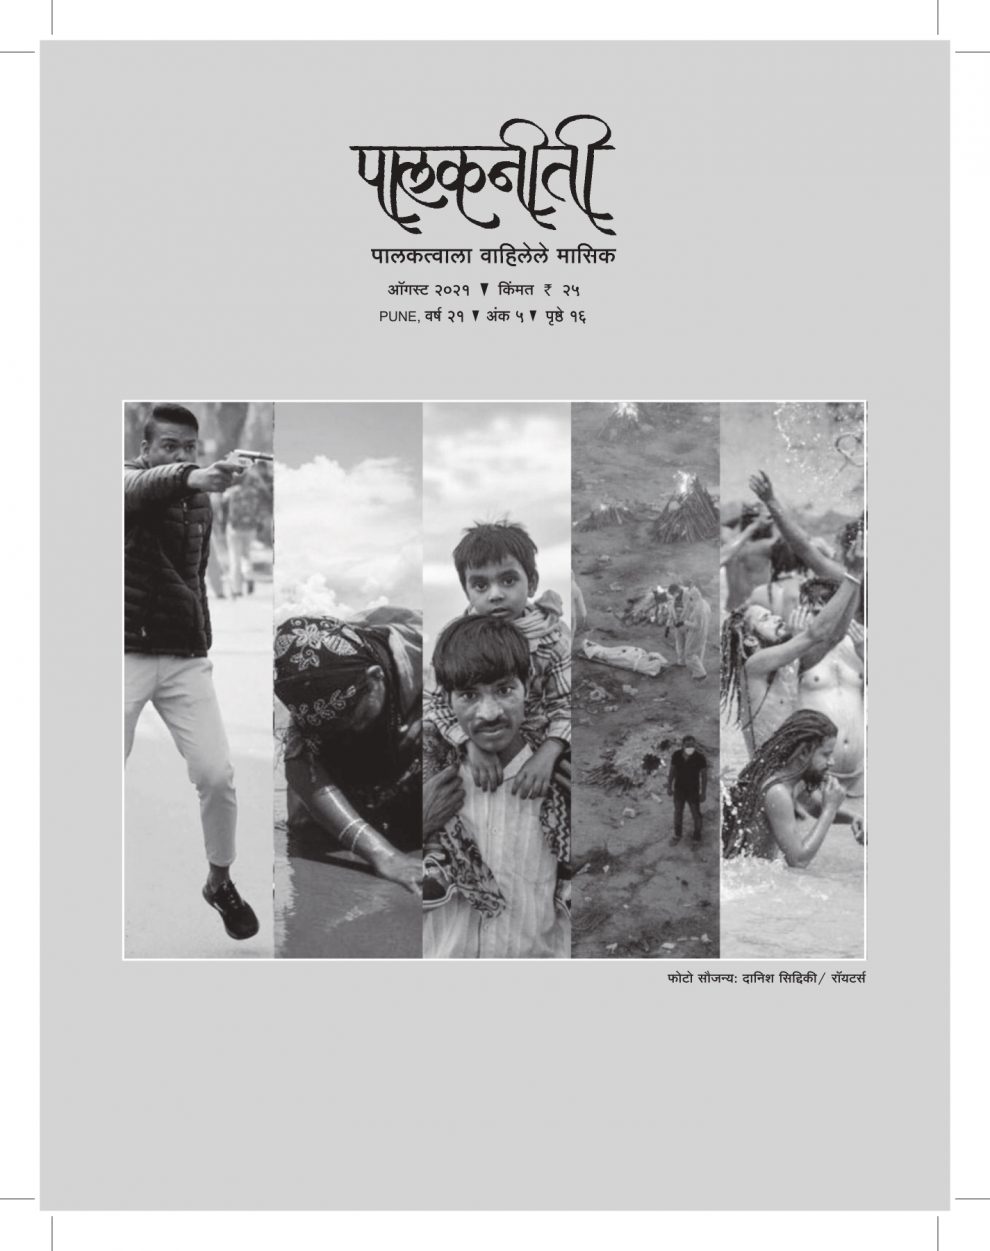 पालकनीती
पालकत्वाला वाहिलेले मासिक
ऑगस्ट २०२१ ▼ किंमत ₹ २५
PUNE, वर्ष २१ ▼ अंक ५ ▼ पृष्ठे १६
फोटो सौजन्य: दानिश सिद्दिकी/ रॉयटर्स